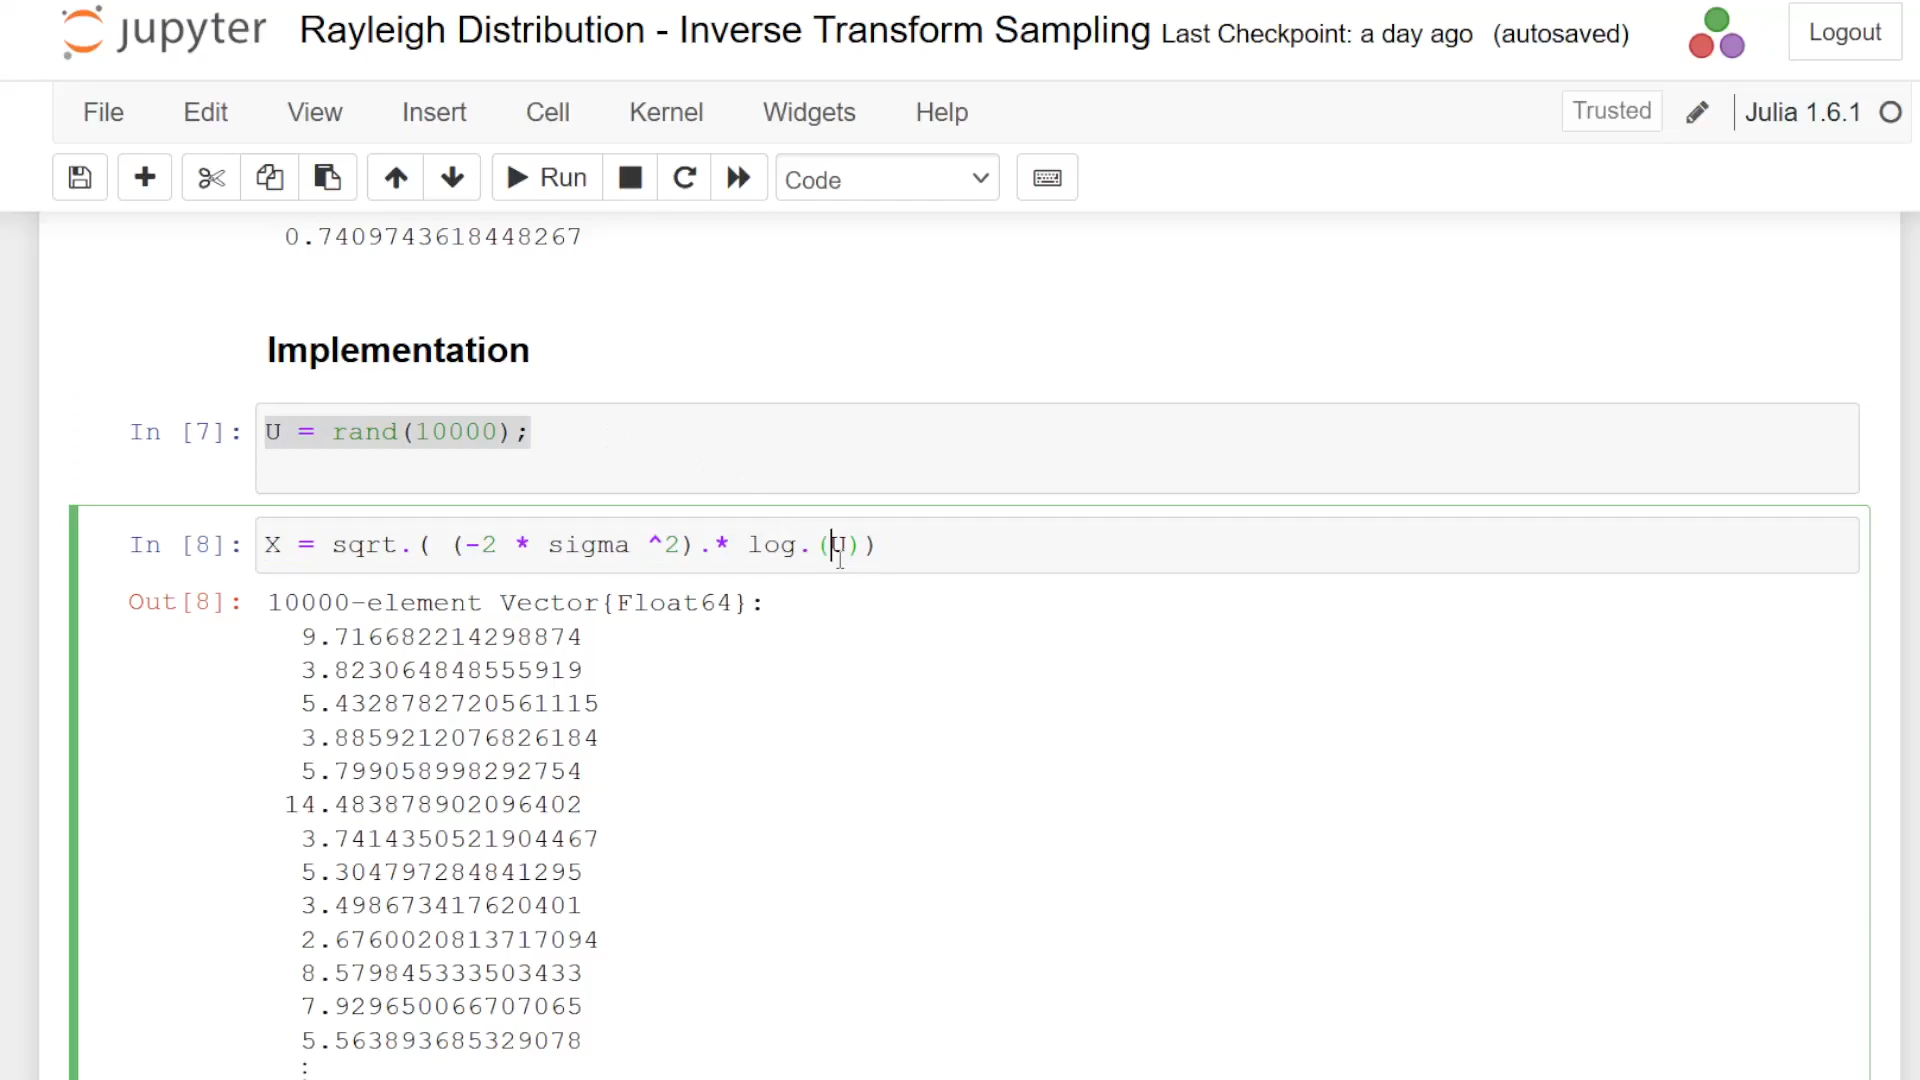 jupyter Rayleigh Distribution - Inverse Transform Sampling Last Checkpoint: a day ago (autosaved) Logout
File Edit View Insert Cell Kernel Widgets Help Trusted Julia 1.6.1
Run Code
0.7409743618448267
Implementation
In [7]: U = rand(10000);
In [8]: X = sqrt.( (-2 * sigma ^2).* log.(U))
Out[8]: 10000-element Vector{Float64}:
9.716682214298874
3.823064848555919
5.4328782720561115
3.8859212076826184
5.799058998292754
14.483878902096402
3.7414350521904467
5.304797284841295
3.498673417620401
2.6760020813717094
8.579845333503433
7.929650066707065
5.563893685329078
⋮